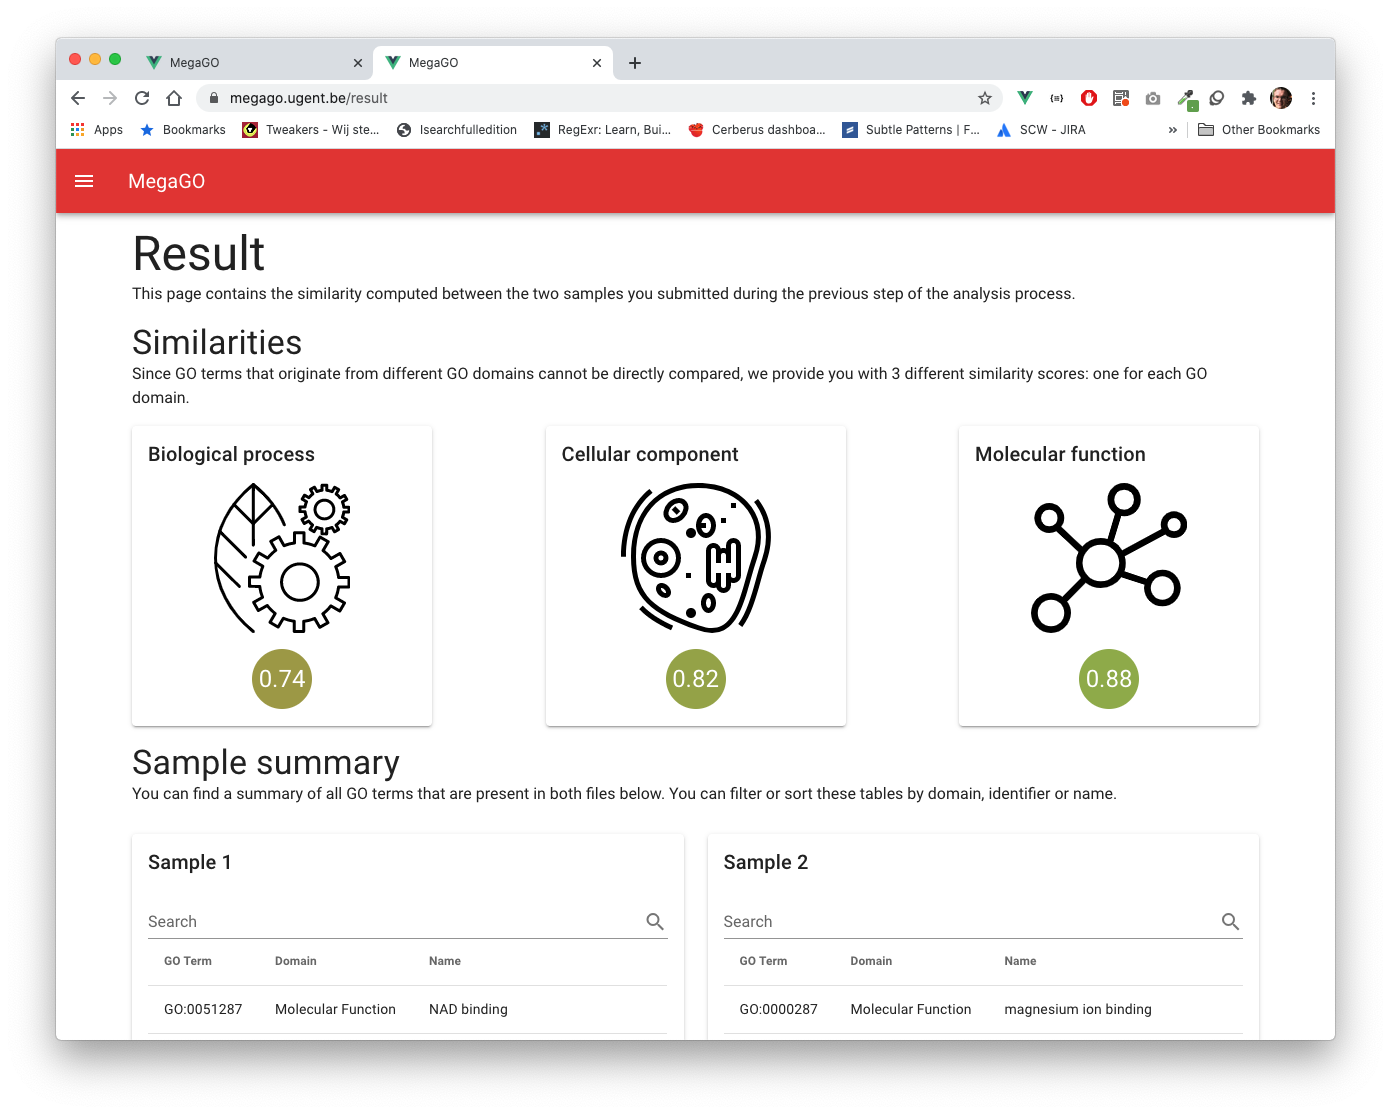 MegaGO
MegaGO
megago.ugent.be/result
Apps
Bookmarks
Tweakers - Wij ste...
Isearchfulledition
RegExr: Learn, Bui...
Cerberus dashboa...
Subtle Patterns | F...
SCW - JIRA
»
Other Bookmarks
MegaGO
Result
This page contains the similarity computed between the two samples you submitted during the previous step of the analysis process.
Similarities
Since GO terms that originate from different GO domains cannot be directly compared, we provide you with 3 different similarity scores: one for each GO
domain.
Biological process
0.74
Cellular component
0.82
Molecular function
0.88
Sample summary
You can find a summary of all GO terms that are present in both files below. You can filter or sort these tables by domain, identifier or name.
Sample 1
Search
GO Term Domain Name
GO:0051287 Molecular Function NAD binding
Sample 2
Search
GO Term Domain Name
GO:0000287 Molecular Function magnesium ion binding